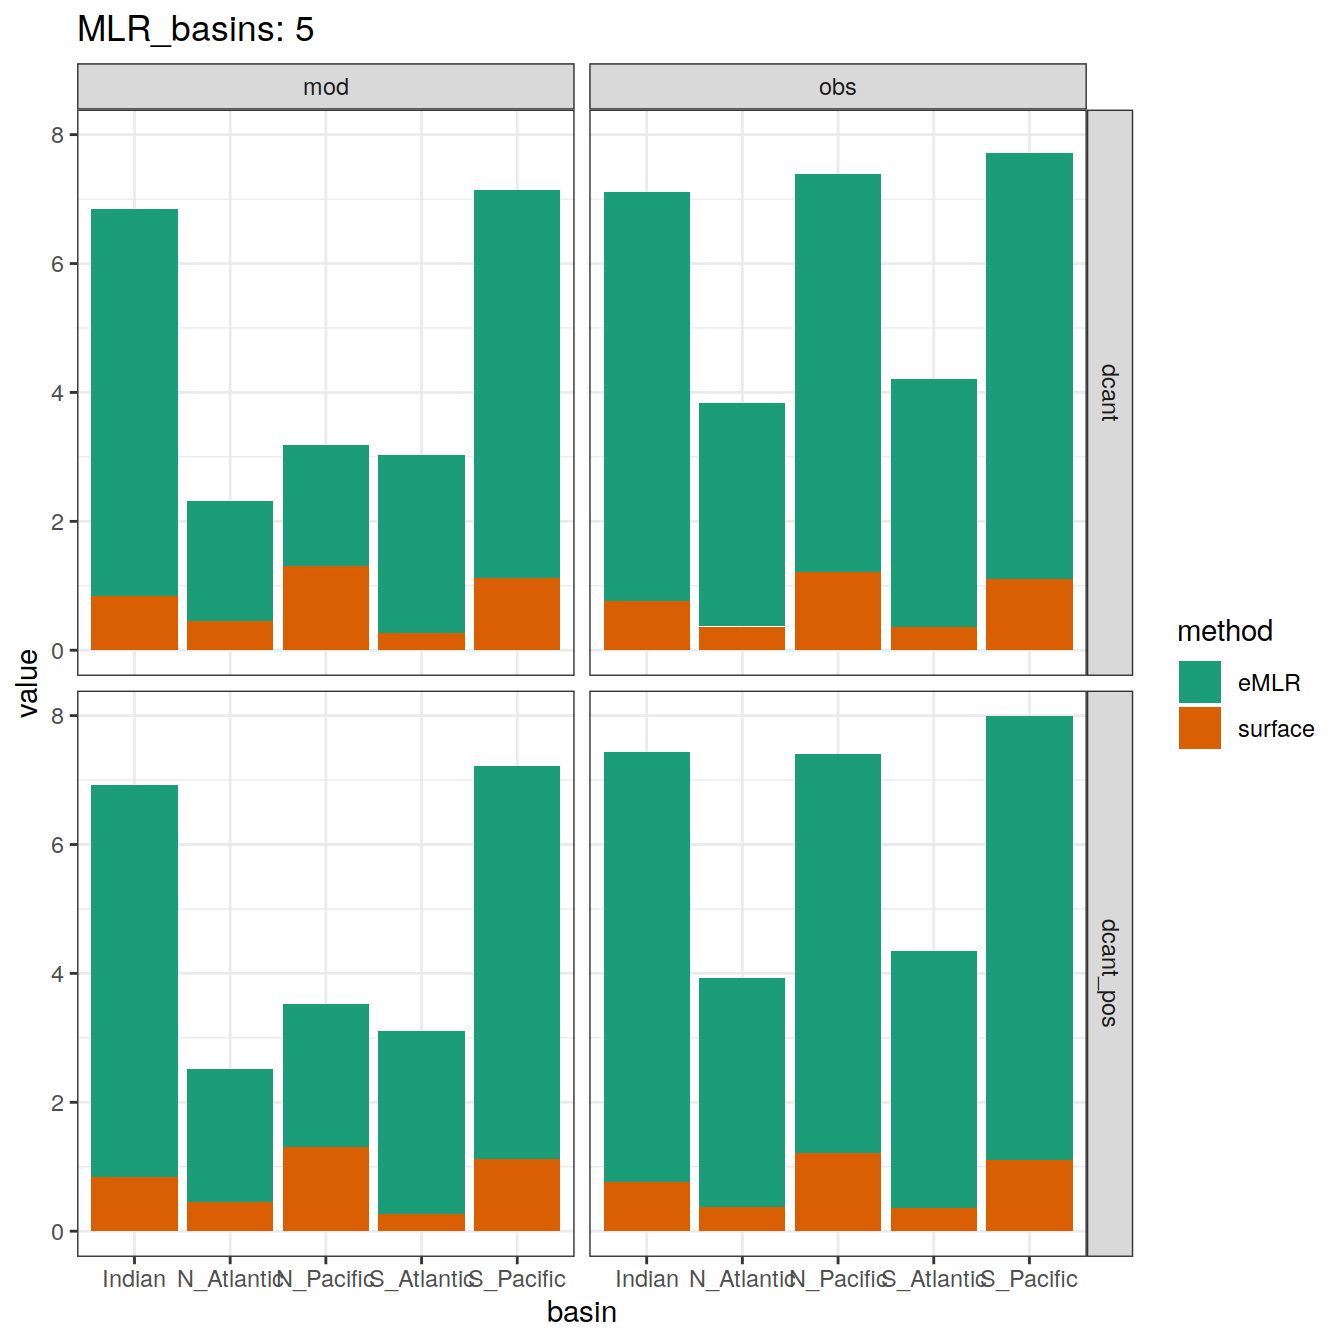 MLR_basins: 5
mod
obs
8
6
4
2
0
dcant
value
8
6
4
2
0
dcant_pos
Indian N_Atlantic N_Pacific S_Atlantic S_Pacific
Indian N_Atlantic N_Pacific S_Atlantic S_Pacific
basin
method
eMLR
surface